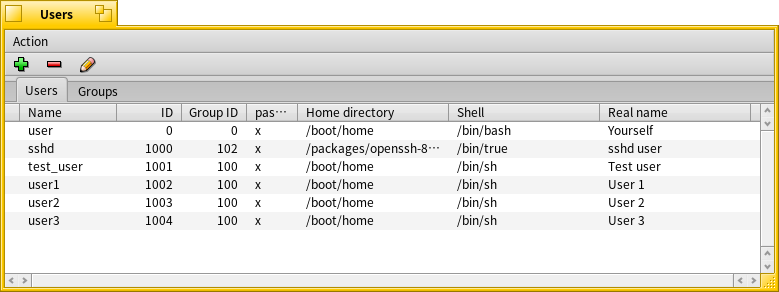 Users
Action
Users Groups
Name ID Group ID pas… Home directory Shell Real name
user 0 0 x /boot/home /bin/bash Yourself
sshd 1000 102 x /packages/openssh-8… /bin/true sshd user
test_user 1001 100 x /boot/home /bin/sh Test user
user1 1002 100 x /boot/home /bin/sh User 1
user2 1003 100 x /boot/home /bin/sh User 2
user3 1004 100 x /boot/home /bin/sh User 3